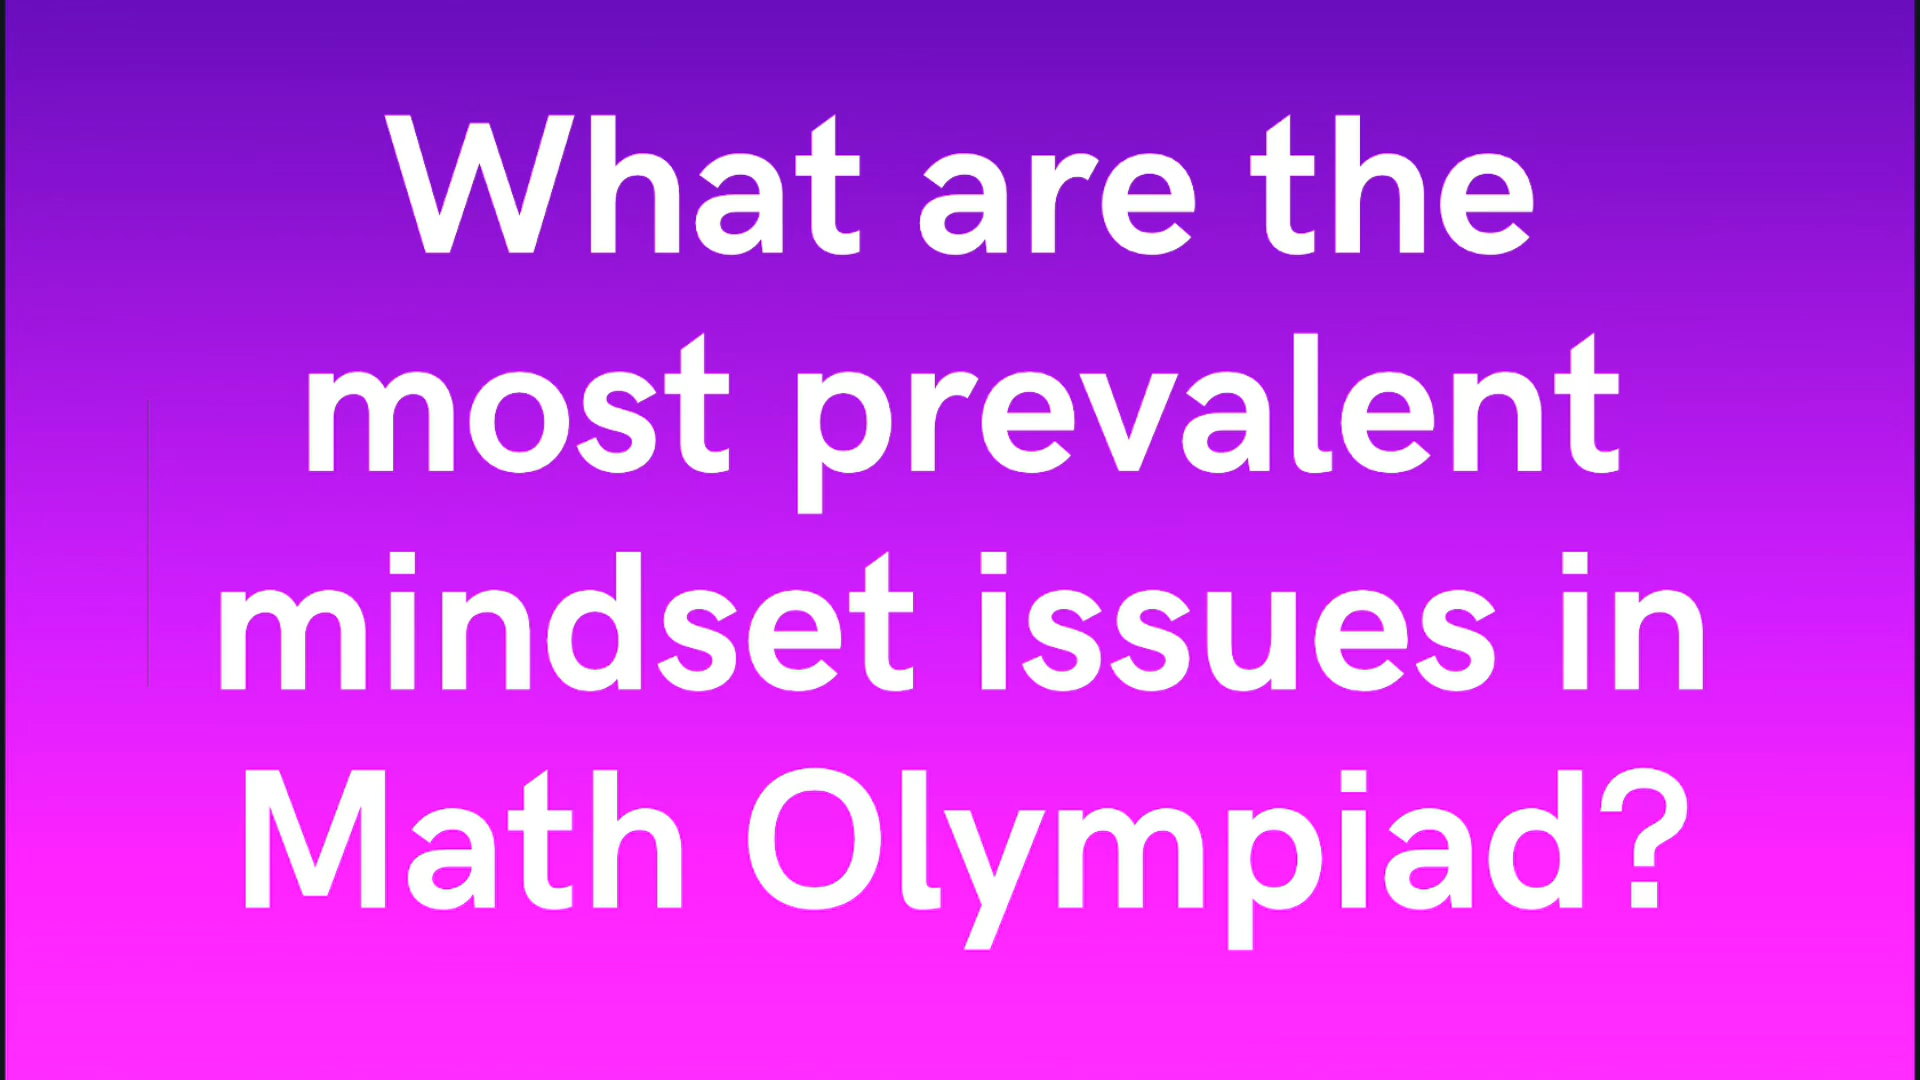 What are the
most prevalent
mindset issues in
Math Olympiad?